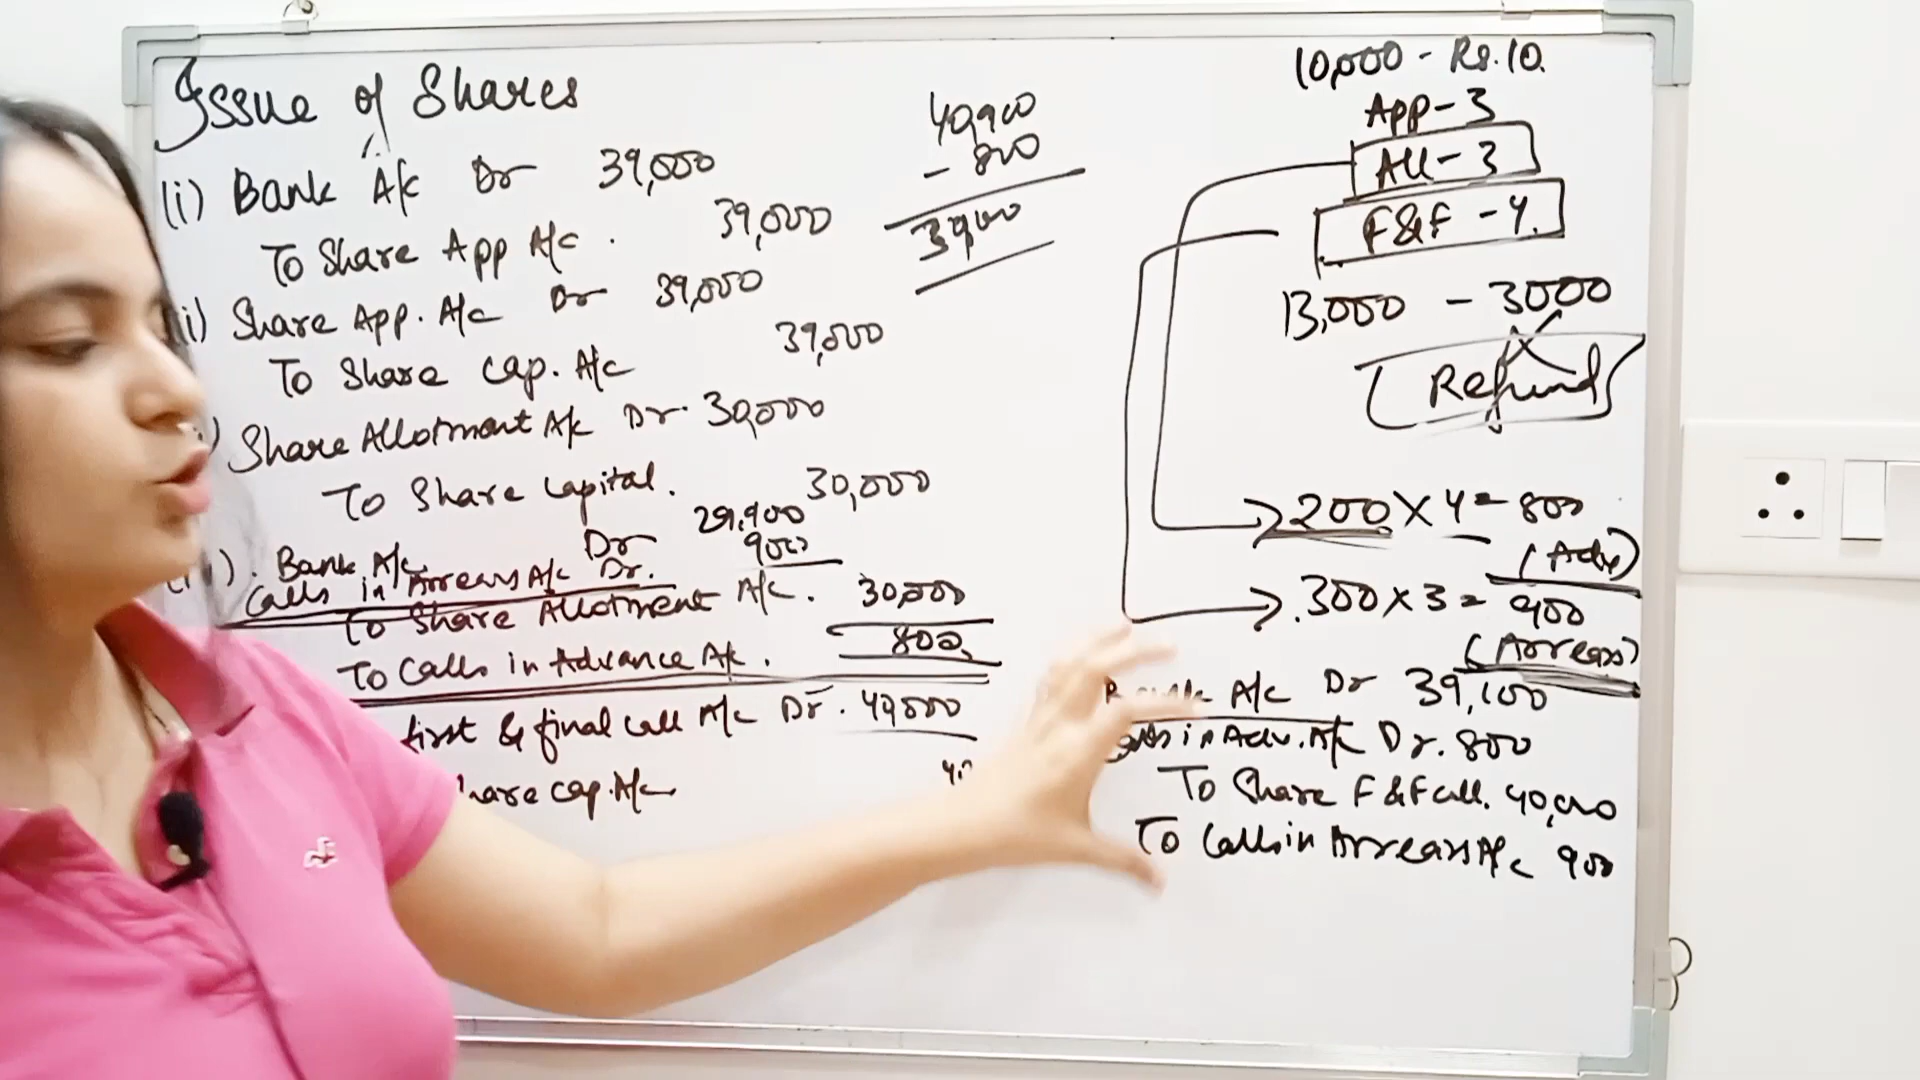 Issue of Shares
(i) Bank A/c Dr 39,000
To Share App A/c . 39,000
i) Share App. A/c Dr 39,000
To Share Cap. A/c 39,000
) Share Allotment A/c Dr. 30,000
To Share Capital. 30,000
Bank A/c Dr 29,900
Calls in Arrears A/c Dr. 900
To Share Allotment A/c. 30,000
To Calls in Advance A/c. 800
first & final call A/c Dr. 40,000
hare cap. A/c
40,900
- 800
10,000 - Rs.10.
App - 3
All - 3
F&F - 4.
13,000 - 3000
Refund
200 × 4 = 800
(Adv)
300 × 3 = 900
(Arrears)
A/c Dr 39,100
in Adv. A/c Dr. 800
To Share F&F call. 40,000
To Calls in Arrears A/c 900